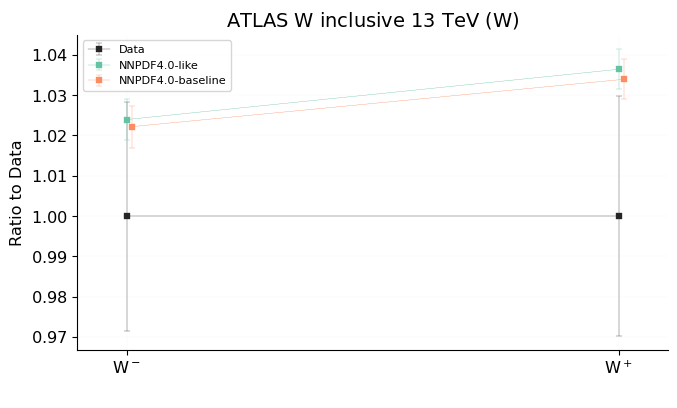 ATLAS W inclusive 13 TeV (W)
Data
NNPDF4.0-like
NNPDF4.0-baseline
Ratio to Data
1.04
1.03
1.02
1.01
1.00
0.99
0.98
0.97
W⁻
W⁺